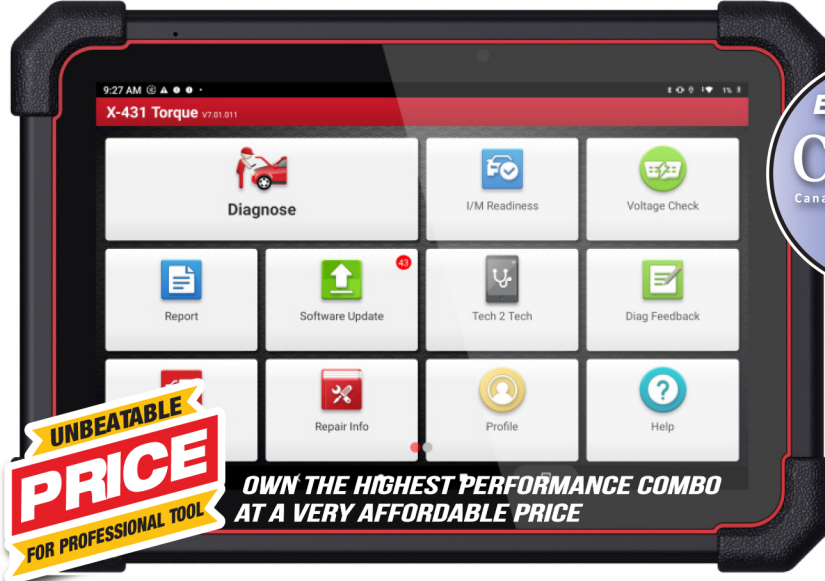 9:27 AM
1%
X-431 Torque V7.01.011
Diagnose
I/M Readiness
Voltage Check
Report
43
Software Update
Tech 2 Tech
Diag Feedback
Repair Info
Profile
Help
UNBEATABLE
PRICE
FOR PROFESSIONAL TOOL
OWN THE HIGHEST PERFORMANCE COMBO
AT A VERY AFFORDABLE PRICE